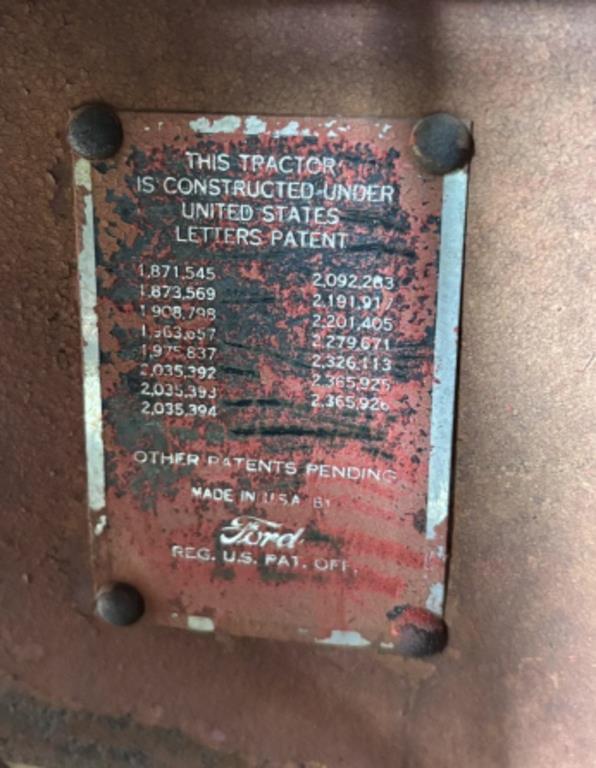 THIS TRACTOR
IS CONSTRUCTED UNDER
UNITED STATES
LETTERS PATENT
1,871,545 2,092,283
1,873,569 2,191,917
1,908,798 2,201,405
1,963,657 2,279,671
1,975,837 2,326,113
2,035,392 2,365,925
2,035,393 2,365,926
2,035,394
OTHER PATENTS PENDING
MADE IN U.S.A. BY
Ford
REG. U.S. PAT. OFF.